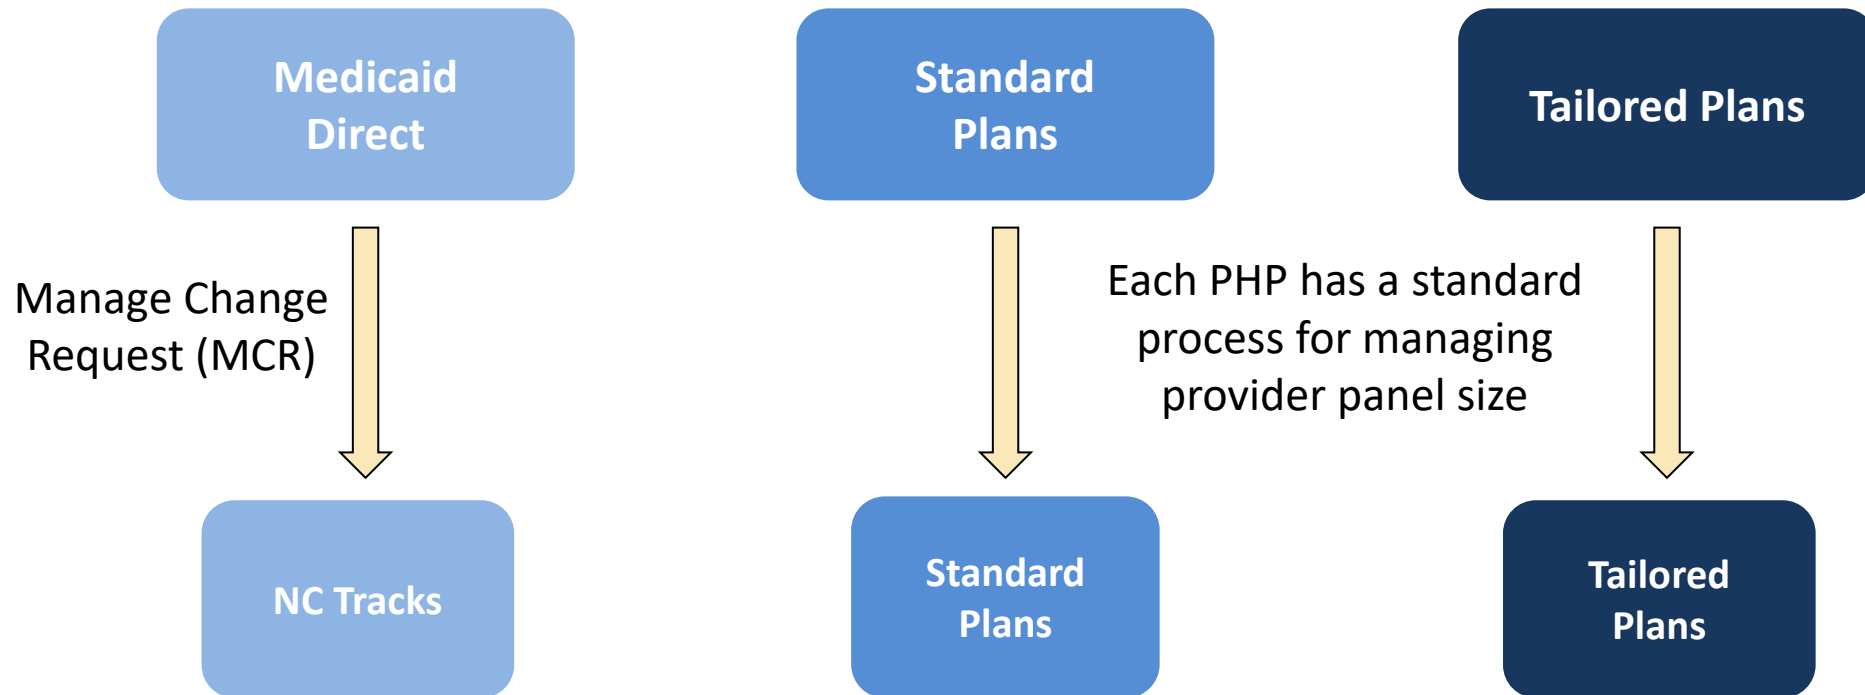 Medicaid
Direct
Standard
Plans
Tailored Plans
Manage Change
Request (MCR)
Each PHP has a standard
process for managing
provider panel size
NC Tracks
Standard
Plans
Tailored
Plans